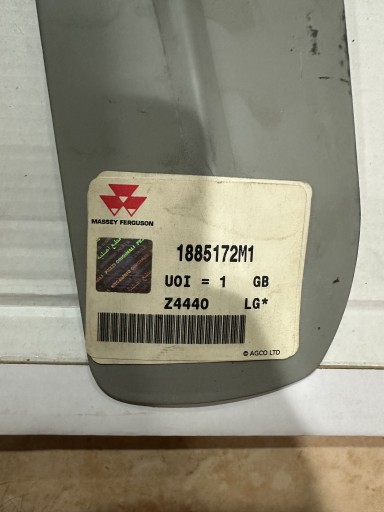 MASSEY FERGUSON
1885172M1
UOI = 1 GB
Z4440 LG*
© AGCO LTD